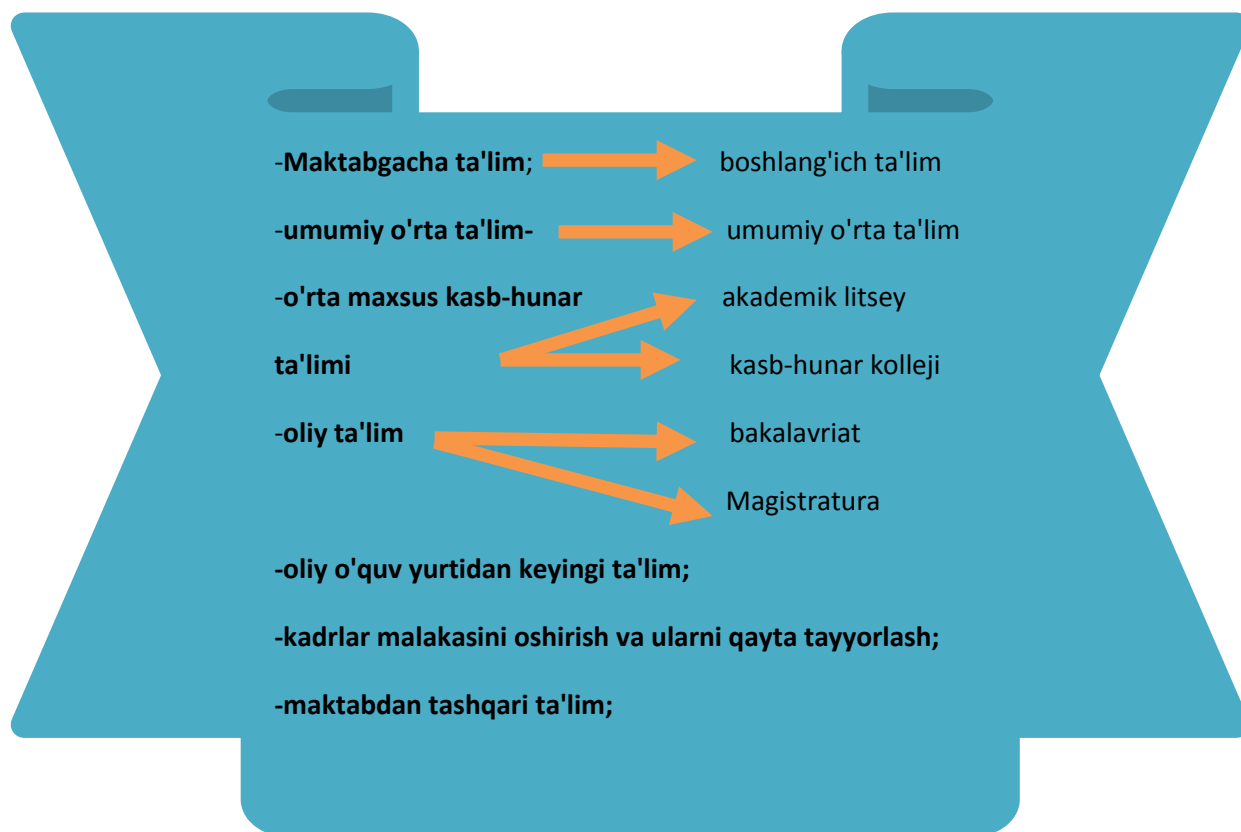 -Maktabgacha ta'lim; boshlang'ich ta'lim
-umumiy o'rta ta'lim- umumiy o'rta ta'lim
-o'rta maxsus kasb-hunar akademik litsey
ta'limi kasb-hunar kolleji
-oliy ta'lim bakalavriat
Magistratura
-oliy o'quv yurtidan keyingi ta'lim;
-kadrlar malakasini oshirish va ularni qayta tayyorlash;
-maktabdan tashqari ta'lim;